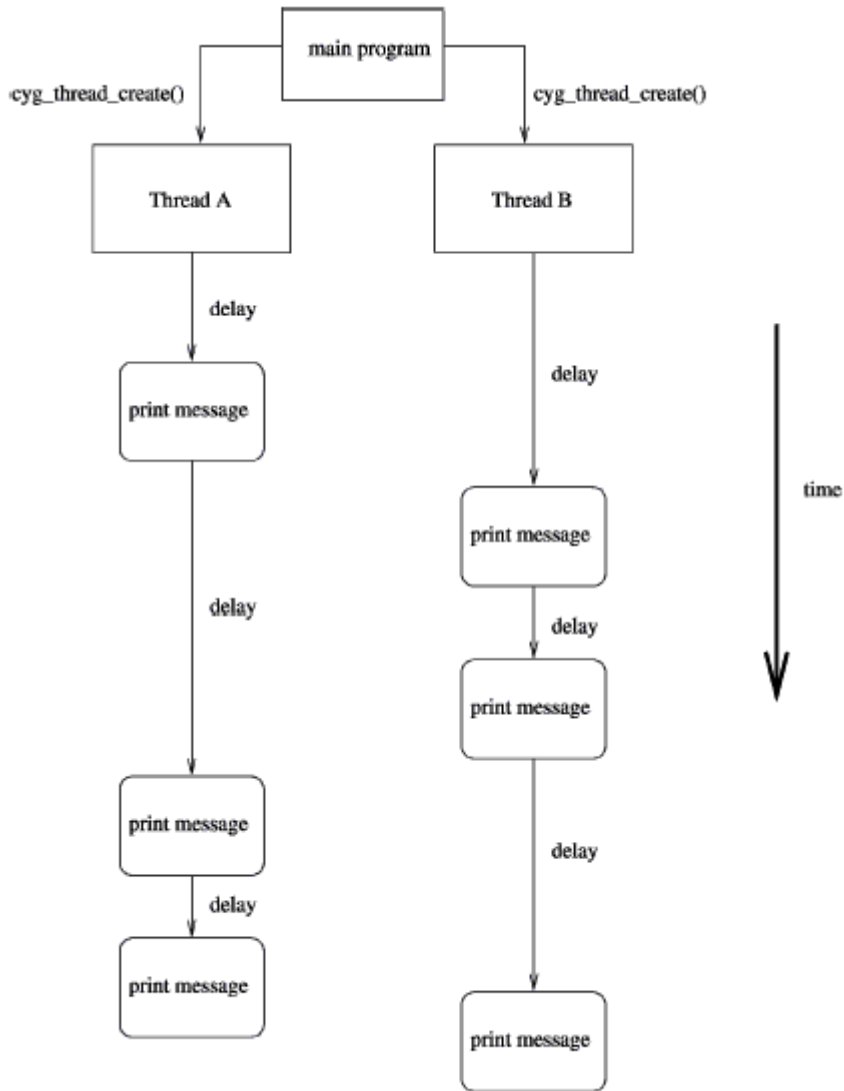 main program
cyg_thread_create()
cyg_thread_create()
Thread A
Thread B
delay
print message
delay
print message
time
delay
delay
print message
print message
delay
delay
print message
print message